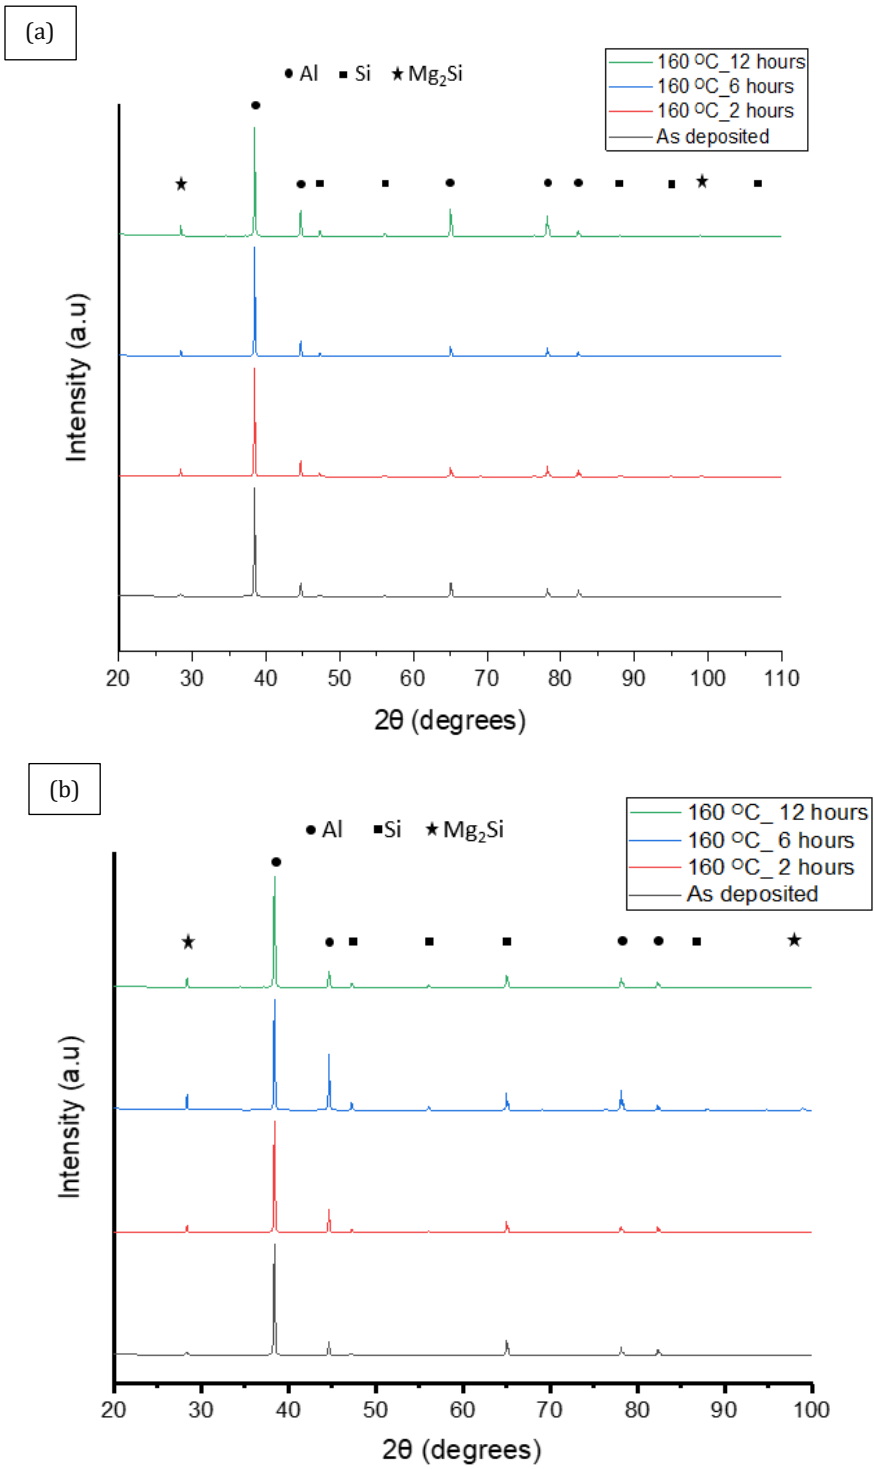 (a)
● Al ■ Si ★ Mg₂Si
160 ᴼC_12 hours
160 ᴼC_6 hours
160 ᴼC_2 hours
As deposited
Intensity (a.u)
20 30 40 50 60 70 80 90 100 110
2θ (degrees)
(b)
● Al ■Si ★ Mg₂Si
160 ᴼC_ 12 hours
160 ᴼC_ 6 hours
160 ᴼC_ 2 hours
As deposited
Intensity (a.u)
20 30 40 50 60 70 80 90 100
2θ (degrees)